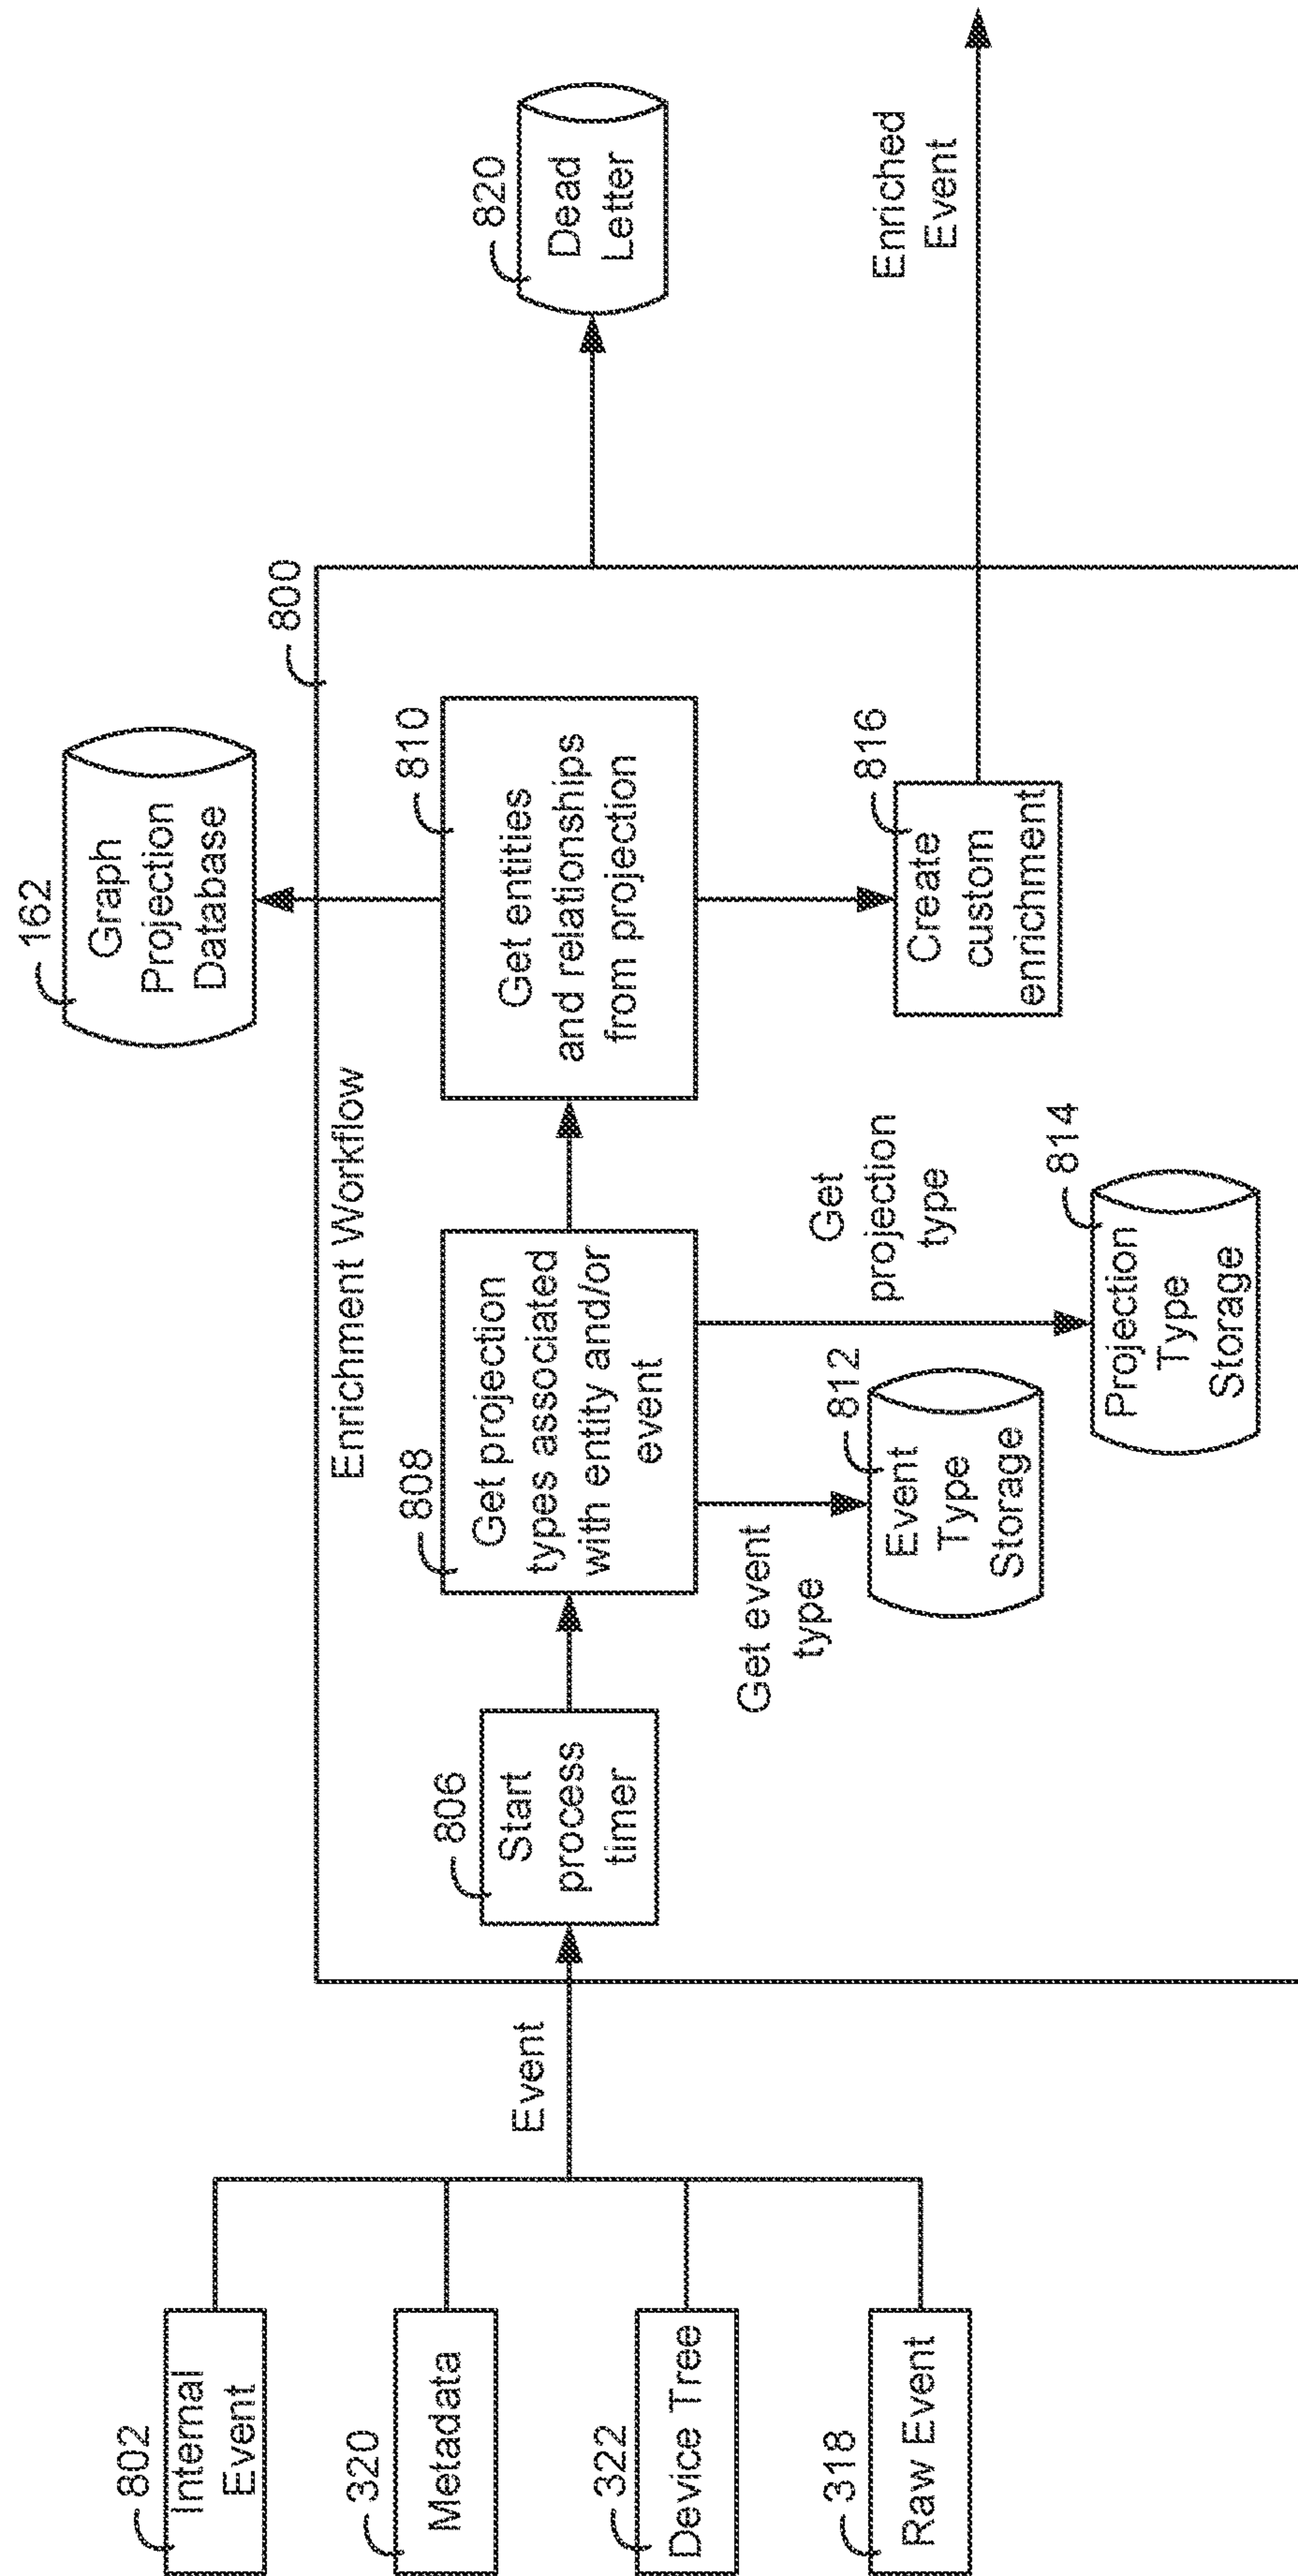 802
Internal
Event
320
Metadata
322
Device Tree
318
Raw Event
Event
800
Enrichment Workflow
806
Start
process
timer
808
Get projection
types associated
with entity and/or
event
Get event
type
812
Event
Type
Storage
Get
projection
type
814
Projection
Type
Storage
810
Get entities
and relationships
from projection
162
Graph
Projection
Database
816
Create
custom
enrichment
820
Dead
Letter
Enriched
Event